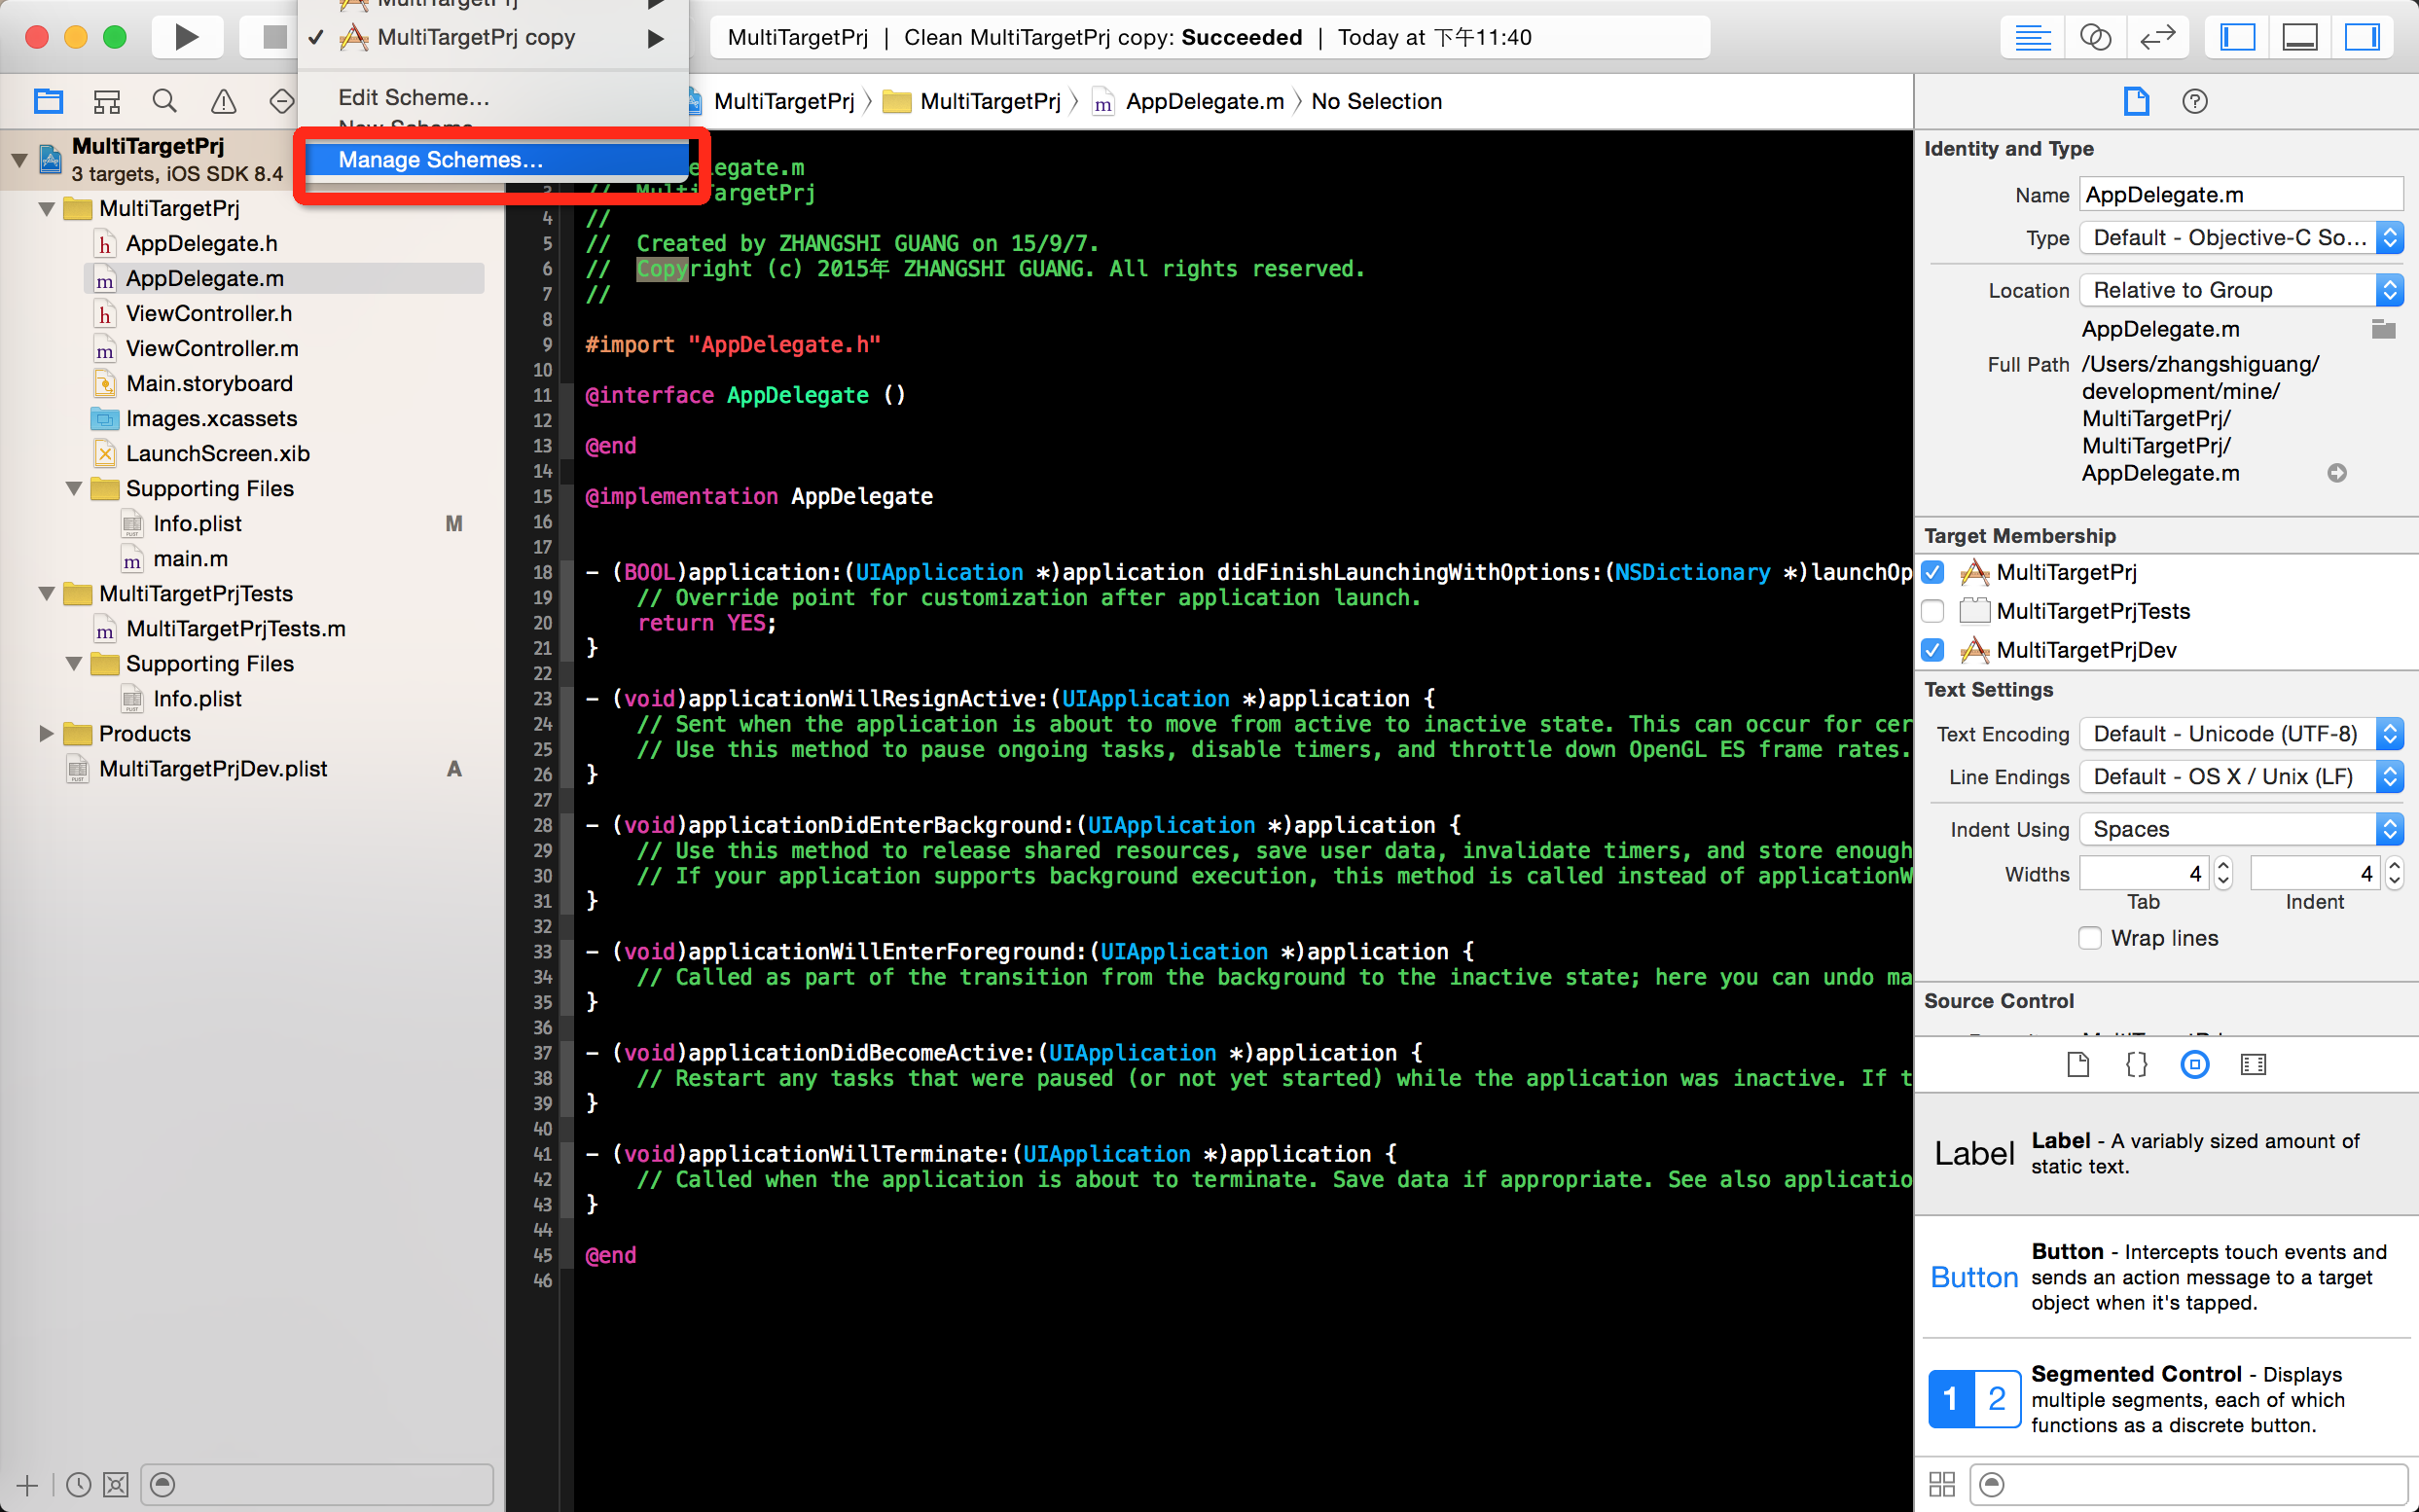 MultiTargetPrj
MultiTargetPrj copy
Edit Scheme...
New Scheme
Manage Schemes...
MultiTargetPrj | Clean MultiTargetPrj copy: Succeeded | Today at 下午11:40
MultiTargetPrj MultiTargetPrj m AppDelegate.m No Selection
MultiTargetPrj
3 targets, iOS SDK 8.4
MultiTargetPrj
h AppDelegate.h
m AppDelegate.m
h ViewController.h
m ViewController.m
Main.storyboard
Images.xcassets
LaunchScreen.xib
Supporting Files
Info.plist M
m main.m
MultiTargetPrjTests
m MultiTargetPrjTests.m
Supporting Files
Info.plist
Products
MultiTargetPrjDev.plist A
elegate.m
3 // MultiTargetPrj
4 //
5 // Created by ZHANGSHI GUANG on 15/9/7.
6 // Copyright (c) 2015年 ZHANGSHI GUANG. All rights reserved.
7 //
8
9 #import "AppDelegate.h"
10
11 @interface AppDelegate ()
12
13 @end
14
15 @implementation AppDelegate
16
17
18 - (BOOL)application:(UIApplication *)application didFinishLaunchingWithOptions:(NSDictionary *)launchOp
19 // Override point for customization after application launch.
20 return YES;
21 }
22
23 - (void)applicationWillResignActive:(UIApplication *)application {
24 // Sent when the application is about to move from active to inactive state. This can occur for cer
25 // Use this method to pause ongoing tasks, disable timers, and throttle down OpenGL ES frame rates.
26 }
27
28 - (void)applicationDidEnterBackground:(UIApplication *)application {
29 // Use this method to release shared resources, save user data, invalidate timers, and store enough
30 // If your application supports background execution, this method is called instead of applicationW
31 }
32
33 - (void)applicationWillEnterForeground:(UIApplication *)application {
34 // Called as part of the transition from the background to the inactive state; here you can undo ma
35 }
36
37 - (void)applicationDidBecomeActive:(UIApplication *)application {
38 // Restart any tasks that were paused (or not yet started) while the application was inactive. If t
39 }
40
41 - (void)applicationWillTerminate:(UIApplication *)application {
42 // Called when the application is about to terminate. Save data if appropriate. See also applicatio
43 }
44
45 @end
46
Identity and Type
Name AppDelegate.m
Type Default - Objective-C So...
Location Relative to Group
AppDelegate.m
Full Path /Users/zhangshiguang/
development/mine/
MultiTargetPrj/
MultiTargetPrj/
AppDelegate.m
Target Membership
MultiTargetPrj
MultiTargetPrjTests
MultiTargetPrjDev
Text Settings
Text Encoding Default - Unicode (UTF-8)
Line Endings Default - OS X / Unix (LF)
Indent Using Spaces
Widths 4 4
Tab Indent
Wrap lines
Source Control
{}
Label Label - A variably sized amount of
static text.
Button Button - Intercepts touch events and
sends an action message to a target
object when it's tapped.
1 2 Segmented Control - Displays
multiple segments, each of which
functions as a discrete button.